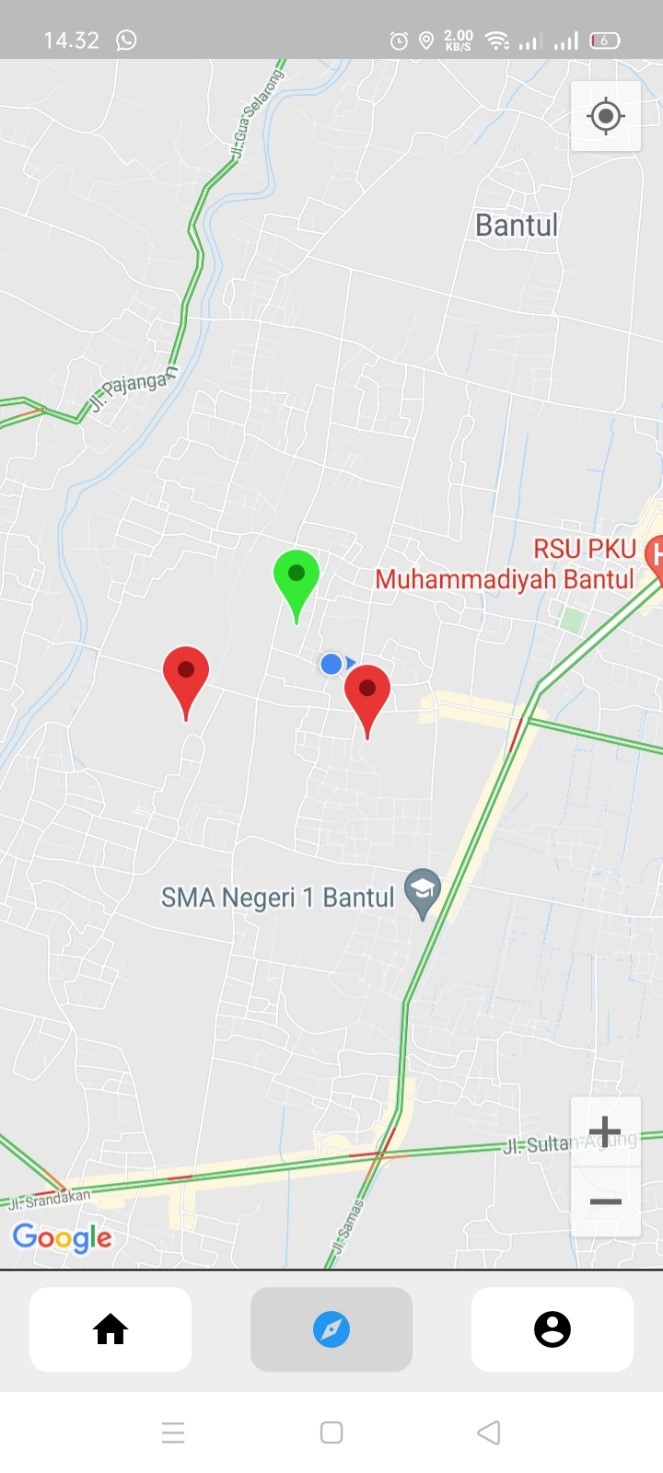 14.32
2.00
KB/S
6
Jl. Gua Selarong
Bantul
Jl. Pajangan
RSU PKU
Muhammadiyah Bantul
H
SMA Negeri 1 Bantul
Jl. Sultan Agung
Jl. Srandakan
Jl. Samas
Google